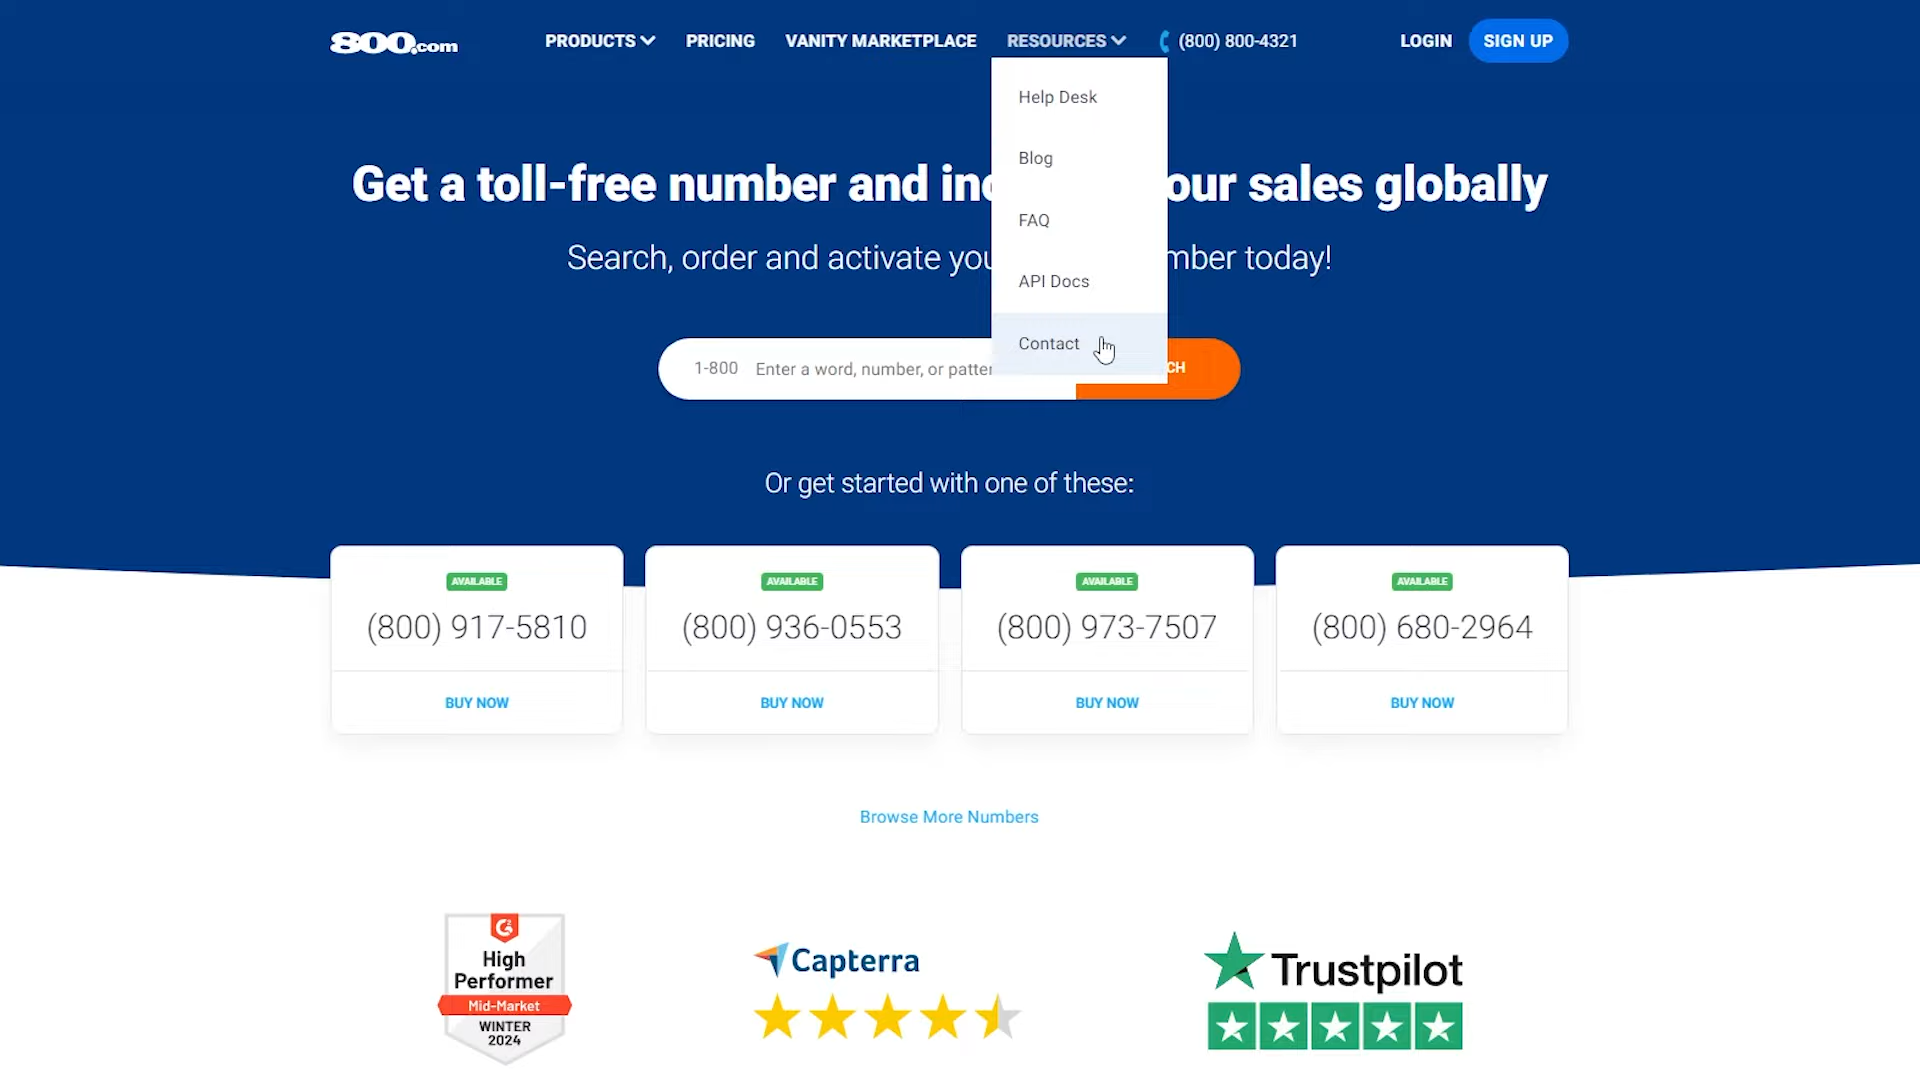 800.com
PRODUCTS
PRICING
VANITY MARKETPLACE
RESOURCES
(800) 800-4321
LOGIN
SIGN UP
Help Desk
Blog
FAQ
API Docs
Contact
Get a toll-free number and inc our sales globally
Search, order and activate you mber today!
1-800 Enter a word, number, or patter
CH
Or get started with one of these:
AVAILABLE
(800) 917-5810
BUY NOW
AVAILABLE
(800) 936-0553
BUY NOW
AVAILABLE
(800) 973-7507
BUY NOW
AVAILABLE
(800) 680-2964
BUY NOW
Browse More Numbers
High
Performer
Mid-Market
WINTER
2024
Capterra
Trustpilot